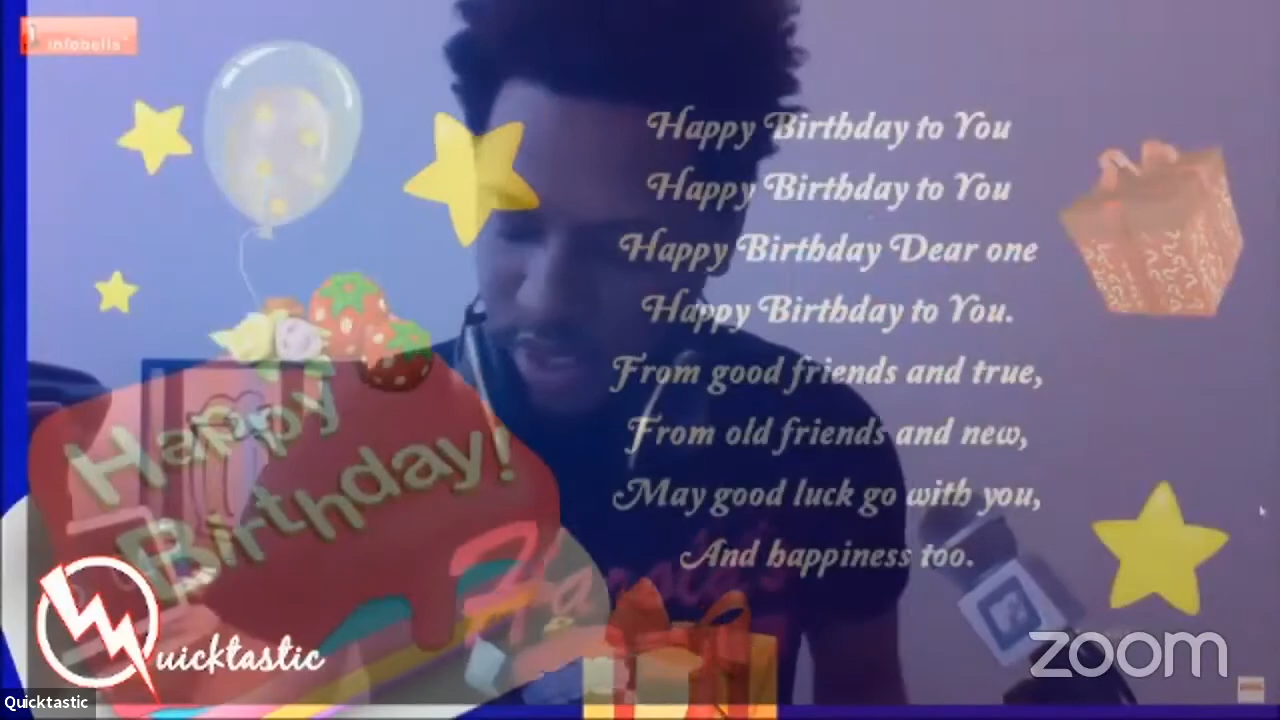 infobells
Happy Birthday to You
Happy Birthday to You
Happy Birthday Dear one
Happy Birthday to You.
From good friends and true,
From old friends and new,
May good luck go with you,
And happiness too.
Happy
Birthday!
Quicktastic
zoom
Quicktastic